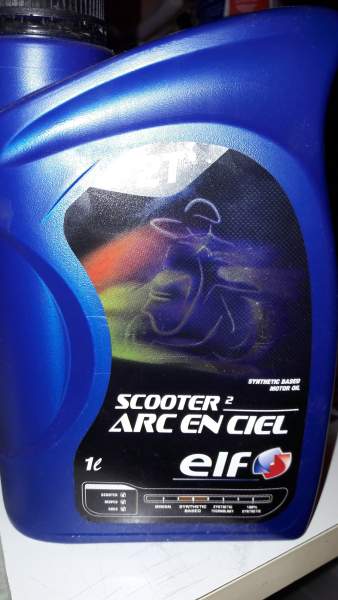 2T
SYNTHETIC BASED
MOTOR OIL
SCOOTER 2
ARC EN CIEL
1ℓ
elf
SCOOTER
MOPED
MINERAL
SYNTHETIC BASED
SYNTHETIC TECHNOLOGY
100% SYNTHETIC